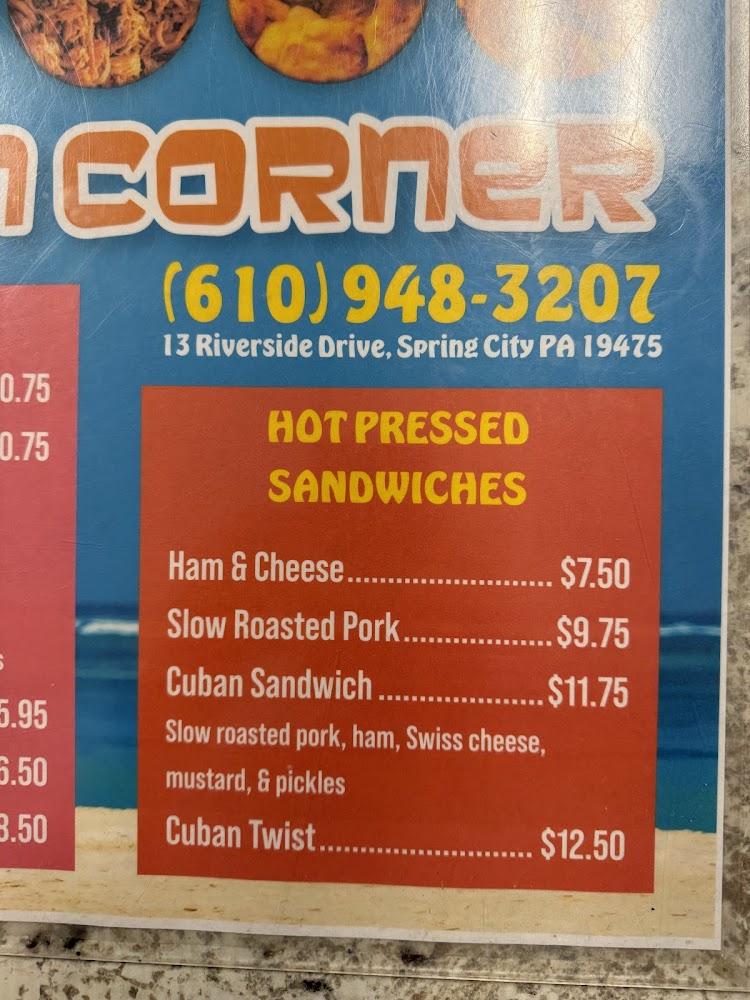 CORNER
(610) 948-3207
13 Riverside Drive, Spring City PA 19475
0.75
0.75
5.95
6.50
8.50
HOT PRESSED
SANDWICHES
Ham & Cheese.......................... $7.50
Slow Roasted Pork................... $9.75
Cuban Sandwich ..................... $11.75
Slow roasted pork, ham, Swiss cheese,
mustard, & pickles
Cuban Twist........................... $12.50